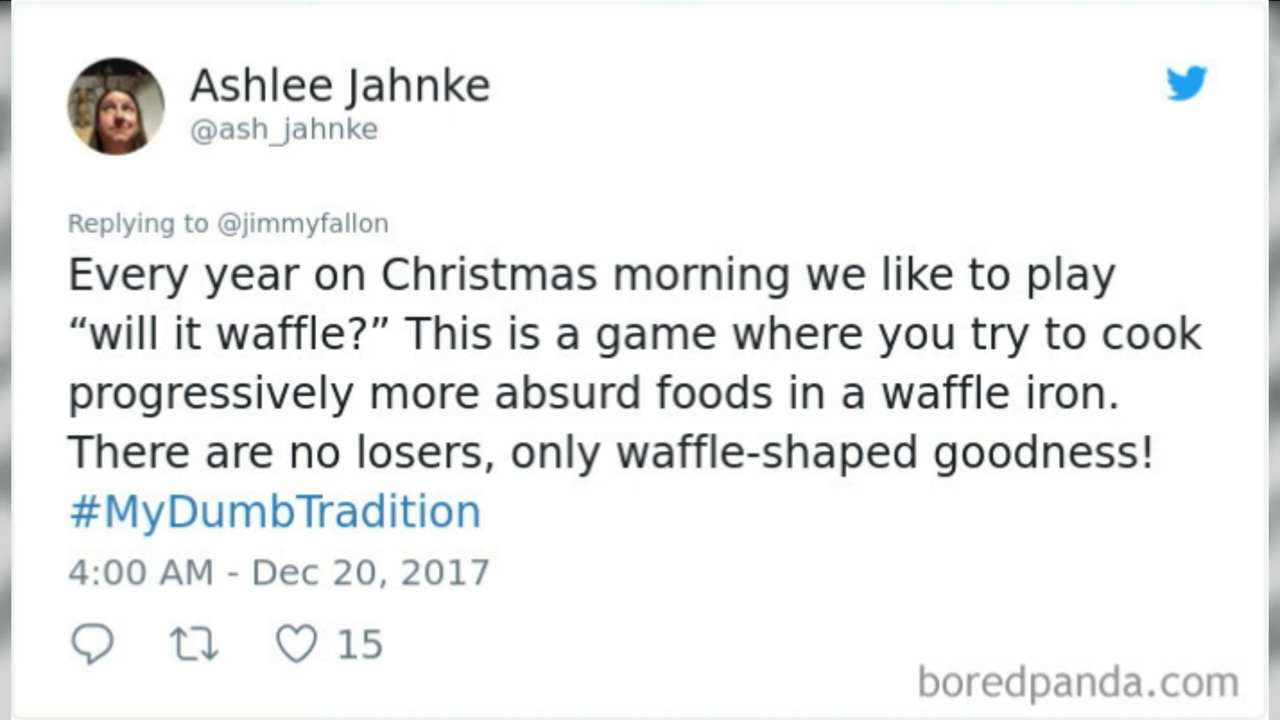 Ashlee Jahnke
@ash_jahnke
Replying to @jimmyfallon
Every year on Christmas morning we like to play
“will it waffle?” This is a game where you try to cook
progressively more absurd foods in a waffle iron.
There are no losers, only waffle-shaped goodness!
#MyDumbTradition
4:00 AM - Dec 20, 2017
15
boredpanda.com